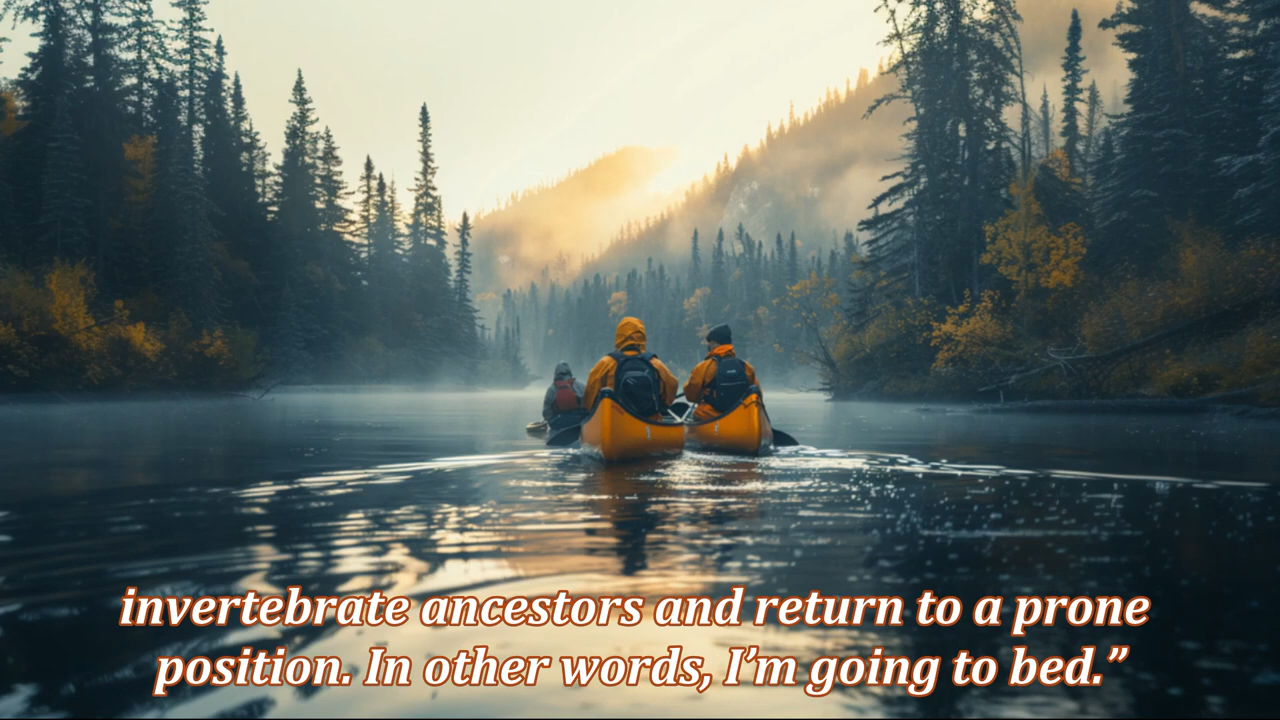 invertebrate ancestors and return to a prone
position. In other words, I’m going to bed.”